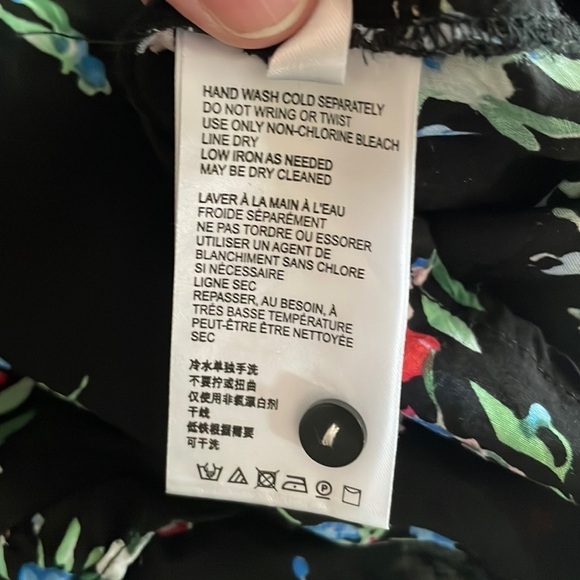 HAND WASH COLD SEPARATELY
DO NOT WRING OR TWIST
USE ONLY NON-CHLORINE BLEACH
LINE DRY
LOW IRON AS NEEDED
MAY BE DRY CLEANED
LAVER À LA MAIN À L'EAU
FROIDE SÉPARÉMENT
NE PAS TORDRE OU ESSORER
UTILISER UN AGENT DE
BLANCHIMENT SANS CHLORE
SI NÉCESSAIRE
LIGNE SEC
REPASSER, AU BESOIN, À
TRÉS BASSE TEMPÉRATURE
PEUT-ÊTRE ÊTRE NETTOYÉE
SEC
冷水单独手洗
不要拧或扭曲
仅使用非氯漂白剂
干线
低铁根据需要
可干洗
P